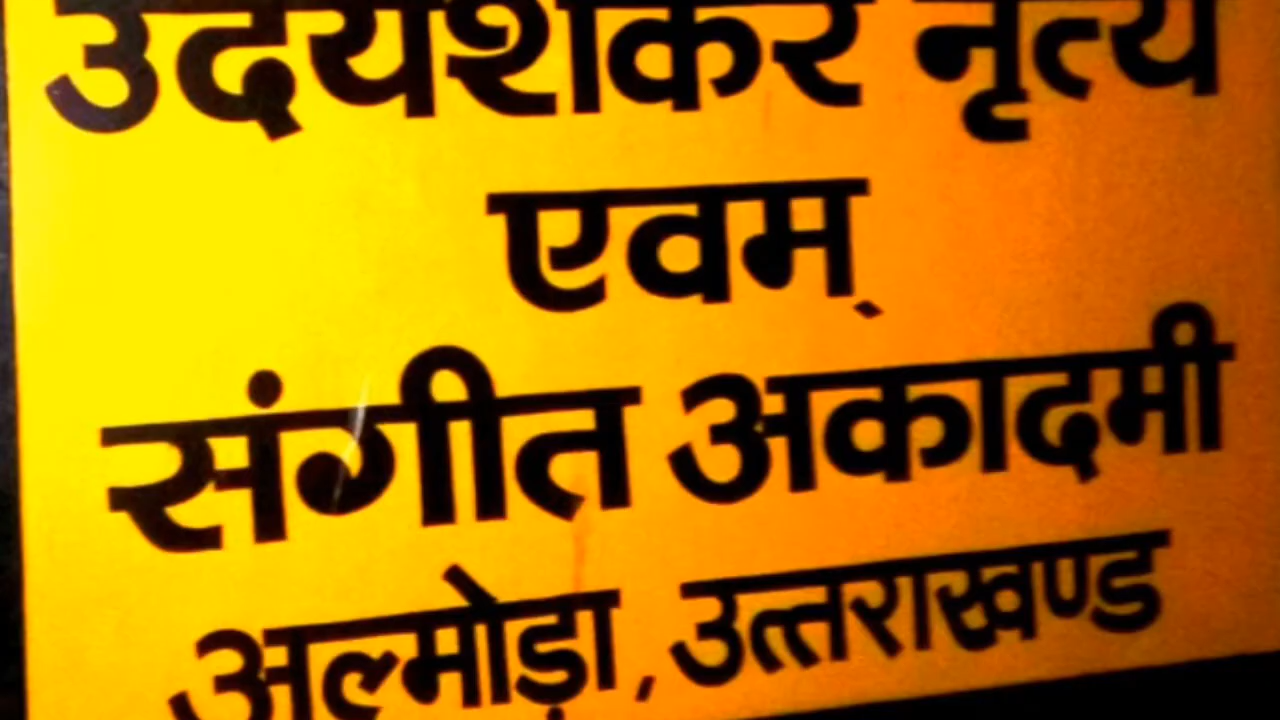 उदयशंकर नृत्य
एवम्
संगीत अकादमी
अल्मोड़ा, उत्तराखण्ड